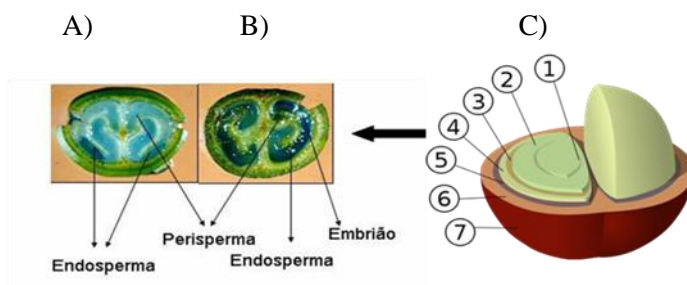 A) B) C)
1
2
3
4
5
6
7
Perisperma
Embrião
Endosperma
Endosperma